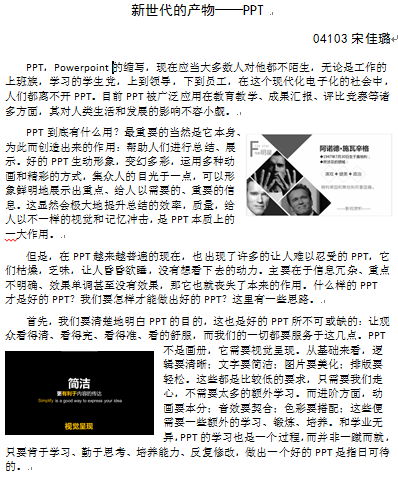 新世代的产物——PPT
04103 宋佳璐
PPT，Powerpoint 的缩写，现在应当大多数人对他都不陌生，无论是工作的
上班族，学习的学生党，上到领导，下到员工，在这个现代化电子化的社会中，
人们都离不开 PPT。目前 PPT 被广泛应用在教育教学、成果汇报、评比竞赛等诸
多方面，其对人类生活和发展的影响不容小觑。
PPT 到底有什么用？最重要的当然是它本身、
为此而创造出来的作用：帮助人们进行总结、展
示。好的 PPT 生动形象，变幻多彩，运用多种动
画和精彩的方式，集众人的目光于一点，可以形
象鲜明地展示出重点、给人以需要的、重要的信
息。这显然会极大地提升总结的效率，质量，给
人以不一样的视觉和记忆冲击，是 PPT 本质上的
一大作用。
阿诺德·施瓦辛格
但是，在 PPT 越来越普遍的现在，也出现了许多的让人难以忍受的 PPT，它
们枯燥，乏味，让人昏昏欲睡，没有想看下去的动力。主要在于信息冗杂、重点
不明确、效果单调甚至没有效果，那它也就丧失了本来的作用。什么样的 PPT
才是好的 PPT？我们要怎样才能做出好的 PPT？这里有一些思路。
首先，我们要清楚地明白 PPT 的目的，这也是好的 PPT 所不可或缺的：让观
众看得清、看得亮、看得准、看的舒服，而我们的一切都要服务于这几点。PPT
不是画册，它需要视觉呈现。从基础来看，逻
辑要清晰；文字要简洁；图片要美化；排版要
轻松。这些都是比较低的要求，只需要我们走
心，不需要太多的额外学习。而进阶方面，动
画要本分；音效要契合；色彩要搭配；这些便
需要一些额外的学习、锻炼、培养。和学业无
异，PPT 的学习也是一个过程，而并非一蹴而就，
只要肯于学习、勤于思考、培养能力、反复修改，做出一个好的 PPT 是指日可待
的。
简洁
更有利于内容的传达
Simplify is a good way to express your idea
视觉呈现